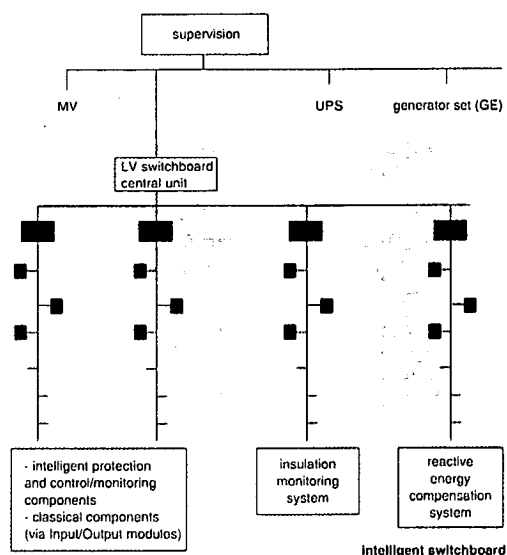 supervision
MV
UPS
generator set (GE)
LV switchboard
central unit
- intelligent protection
and control/monitoring
components
- classical components
(via Input/Output modulos)
insulation
monitoring
system
reactive
energy
compensation
system
intelligent switchboard